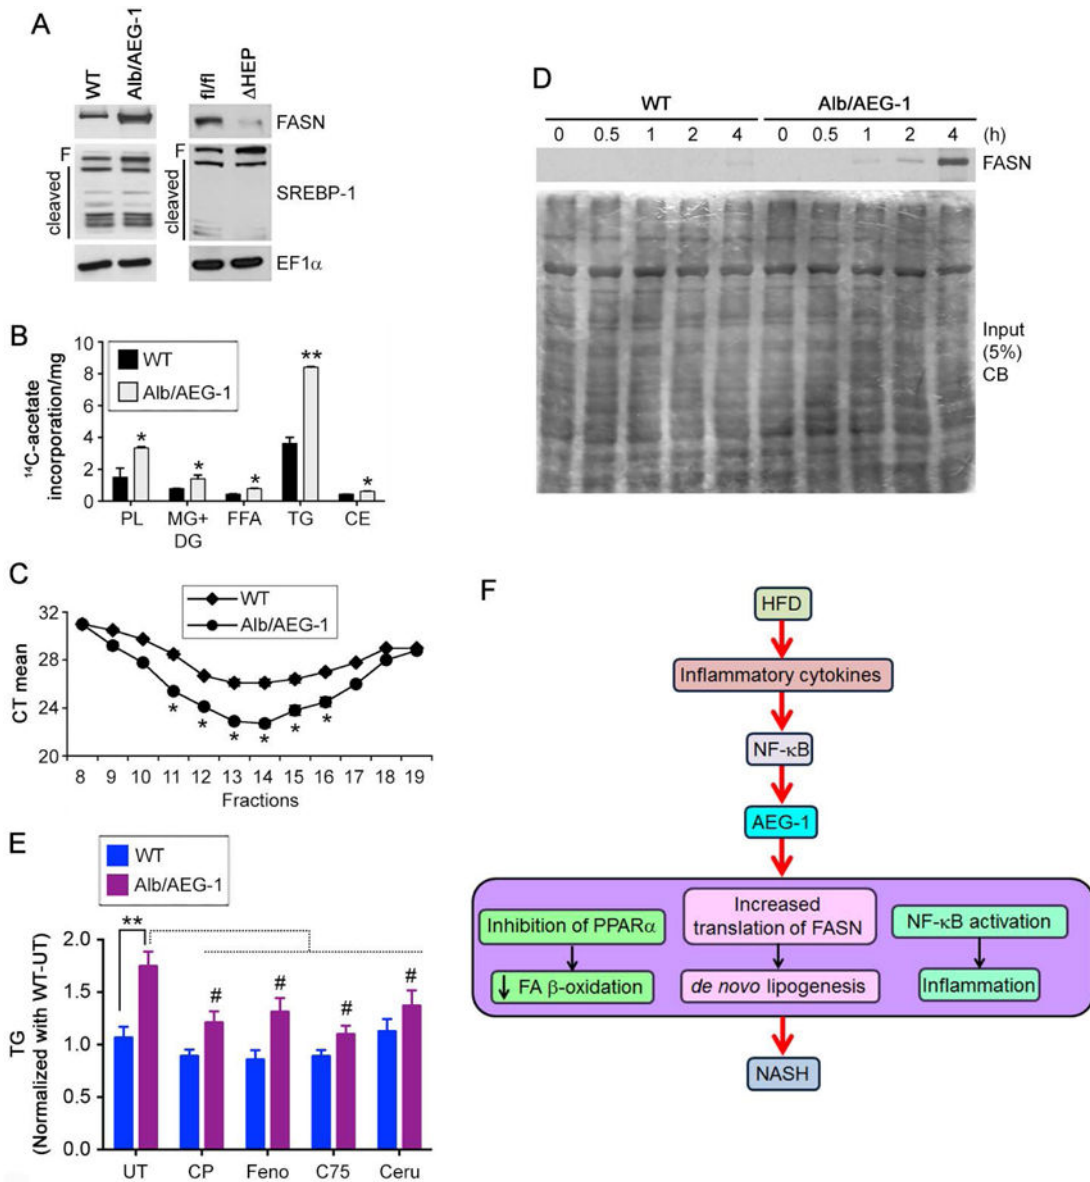 A
WT
Alb/AEG-1
fl/fl
ΔHEP
FASN
F
F
cleaved
cleaved
SREBP-1
EF1α
B
WT
Alb/AEG-1
10
8
6
4
2
0
¹⁴C-acetate
incorporation/mg
*
*
*
**
*
PL
MG+
DG
FFA
TG
CE
C
WT
Alb/AEG-1
32
28
24
20
CT mean
* * * * * *
8 9 10 11 12 13 14 15 16 17 18 19
Fractions
D
WT Alb/AEG-1
0 0.5 1 2 4 0 0.5 1 2 4 (h)
FASN
Input
(5%)
CB
E
WT
Alb/AEG-1
2.0
1.5
1.0
0.5
0.0
TG
(Normalized with WT-UT)
**
# # # #
UT CP Feno C75 Ceru
F
HFD
Inflammatory cytokines
NF-κB
AEG-1
Inhibition of PPARα
↓ FA β-oxidation
Increased
translation of FASN
de novo lipogenesis
NF-κB activation
Inflammation
NASH